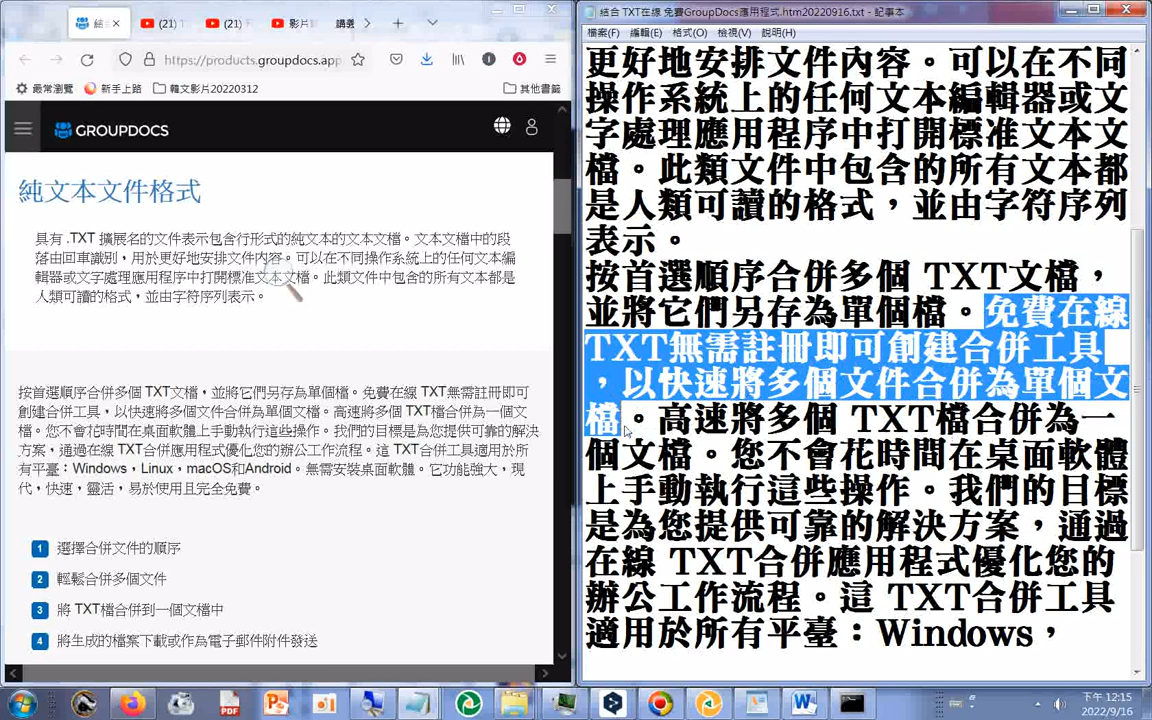 結合
(21)
(21)
影片
講義
https://products.groupdocs.app
最常瀏覽
新手上路
韓文影片20220312
其他書籤
GROUPDOCS
純文本文件格式
具有 .TXT 擴展名的文件表示包含行形式的純文本的文本文檔。文本文檔中的段
落由回車識別，用於更好地安排文件內容。可以在不同操作系統上的任何文本編
輯器或文字處理應用程序中打開標准文本文檔。此類文件中包含的所有文本都是
人類可讀的格式，並由字符序列表示。
按首選順序合併多個 TXT文檔，並將它們另存為單個檔。免費在線 TXT無需註冊即可
創建合併工具，以快速將多個文件合併為單個文檔。高速將多個 TXT檔合併為一個文
檔。您不會花時間在桌面軟體上手動執行這些操作。我們的目標是為您提供可靠的解決
方案，通過在線 TXT合併應用程式優化您的辦公工作流程。這 TXT合併工具適用於所
有平臺：Windows，Linux，macOS和Android。無需安裝桌面軟體。它功能強大，現
代，快速，靈活，易於使用且完全免費。
1 選擇合併文件的順序
2 輕鬆合併多個文件
3 將 TXT檔合併到一個文檔中
4 將生成的檔案下載或作為電子郵件附件發送
結合 TXT在線 免費GroupDocs應用程式.htm20220916.txt - 記事本
檔案(F) 編輯(E) 格式(O) 檢視(V) 說明(H)
更好地安排文件內容。可以在不同
操作系統上的任何文本編輯器或文
字處理應用程序中打開標准文本文
檔。此類文件中包含的所有文本都
是人類可讀的格式，並由字符序列
表示。
按首選順序合併多個 TXT文檔，
並將它們另存為單個檔。免費在線
TXT無需註冊即可創建合併工具
，以快速將多個文件合併為單個文
檔。高速將多個 TXT檔合併為一
個文檔。您不會花時間在桌面軟體
上手動執行這些操作。我們的目標
是為您提供可靠的解決方案，通過
在線 TXT合併應用程式優化您的
辦公工作流程。這 TXT合併工具
適用於所有平臺：Windows，
下午 12:15
2022/9/16